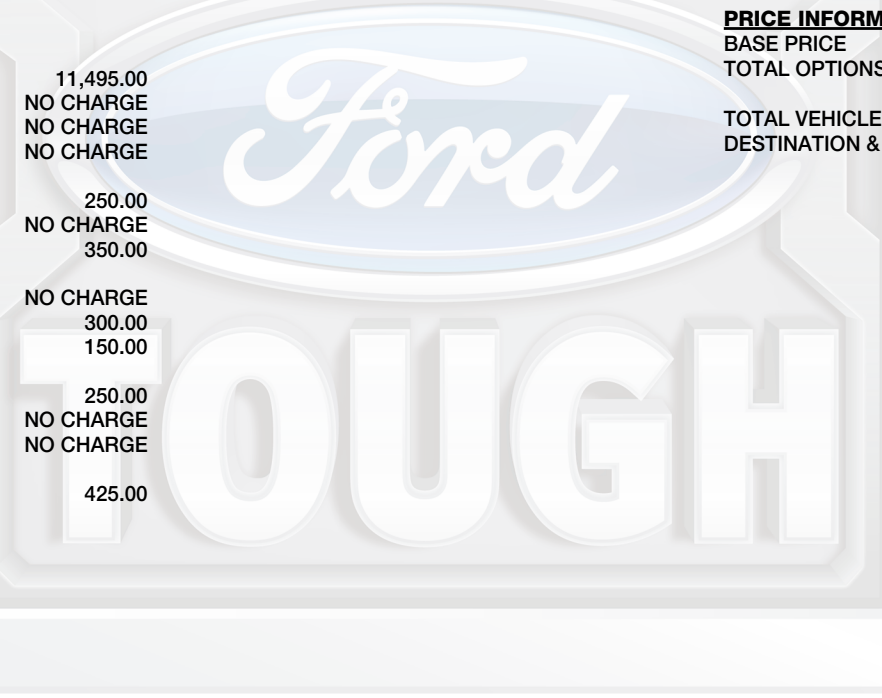 PRICE INFORM
BASE PRICE
TOTAL OPTIONS
TOTAL VEHICLE
DESTINATION &
11,495.00
NO CHARGE
NO CHARGE
NO CHARGE
250.00
NO CHARGE
350.00
NO CHARGE
300.00
150.00
250.00
NO CHARGE
NO CHARGE
425.00
Ford
TOUGH